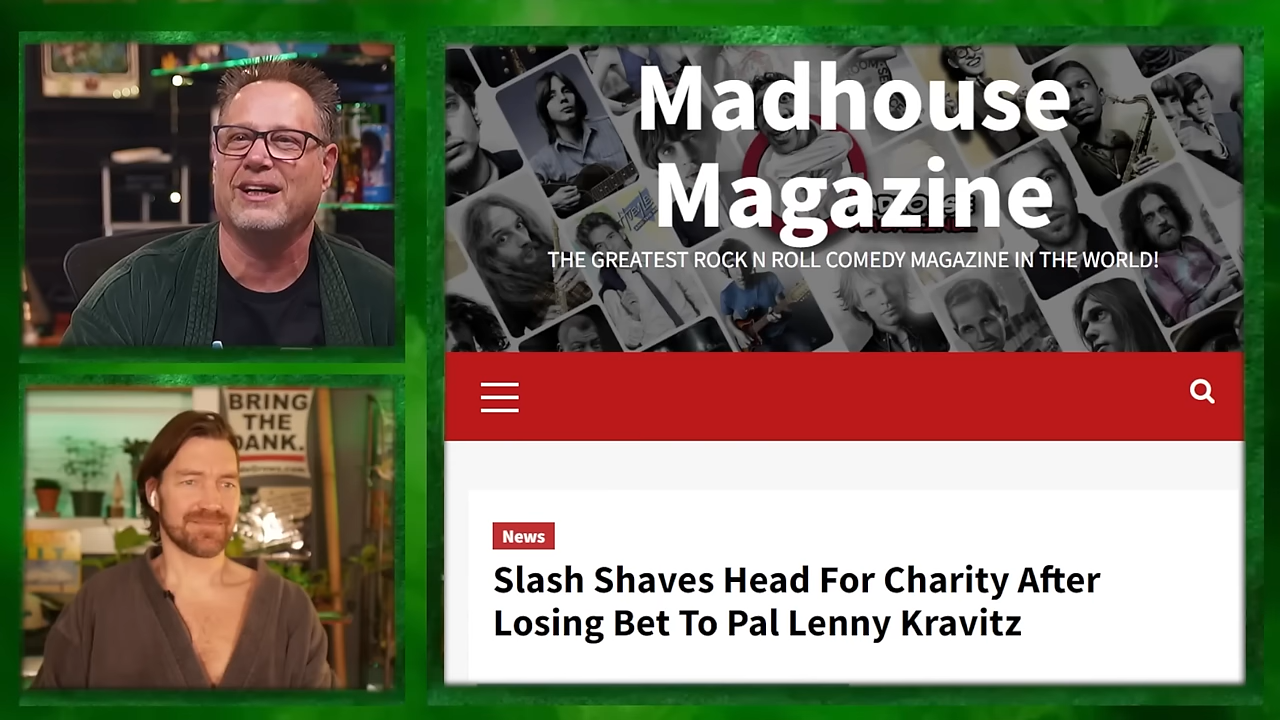 BRING
THE
DANK.
Madhouse
Magazine
THE GREATEST ROCK N ROLL COMEDY MAGAZINE IN THE WORLD!
News
Slash Shaves Head For Charity After
Losing Bet To Pal Lenny Kravitz